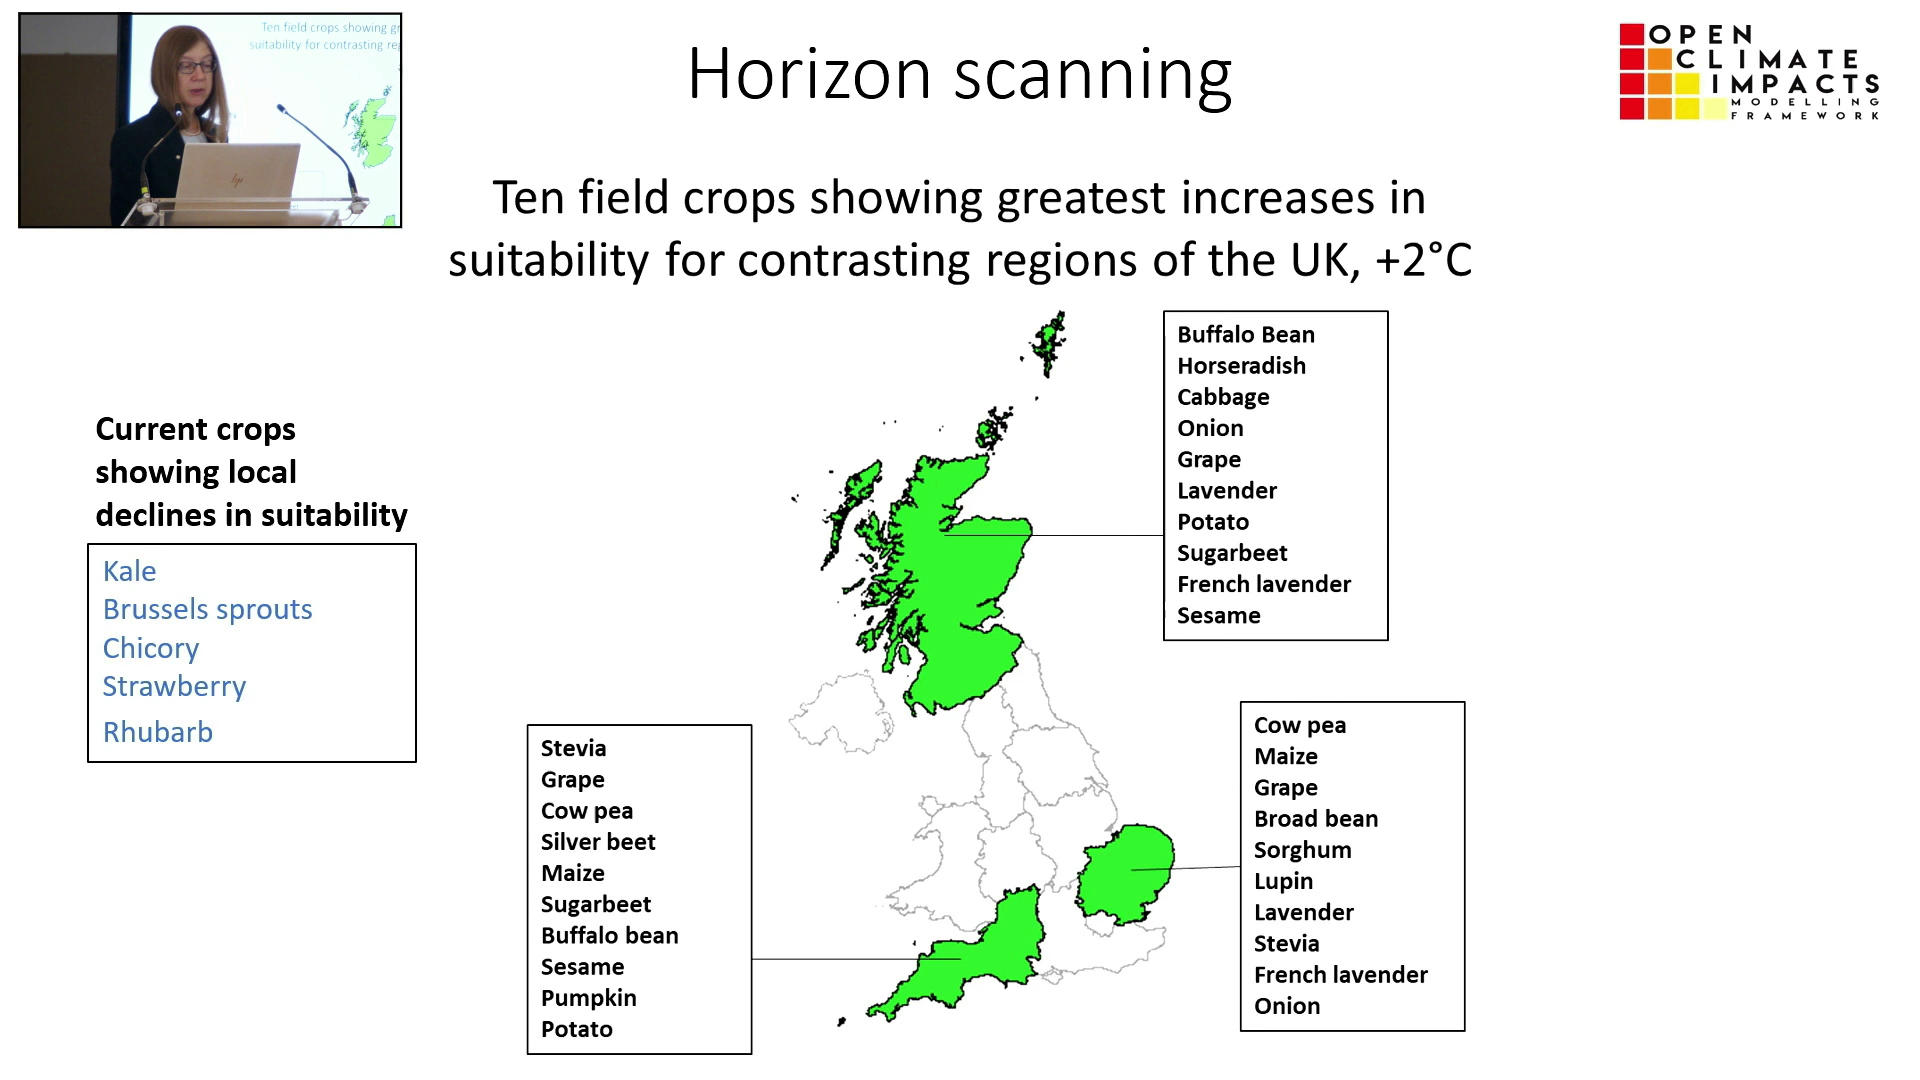 Ten field crops showing gr
suitability for contrasting re
Horizon scanning
OPEN
CLIMATE
IMPACTS
MODELLING
FRAMEWORK
Ten field crops showing greatest increases in
suitability for contrasting regions of the UK, +2°C
Current crops
showing local
declines in suitability
Kale
Brussels sprouts
Chicory
Strawberry
Rhubarb
Buffalo Bean
Horseradish
Cabbage
Onion
Grape
Lavender
Potato
Sugarbeet
French lavender
Sesame
Stevia
Grape
Cow pea
Silver beet
Maize
Sugarbeet
Buffalo bean
Sesame
Pumpkin
Potato
Cow pea
Maize
Grape
Broad bean
Sorghum
Lupin
Lavender
Stevia
French lavender
Onion
hp